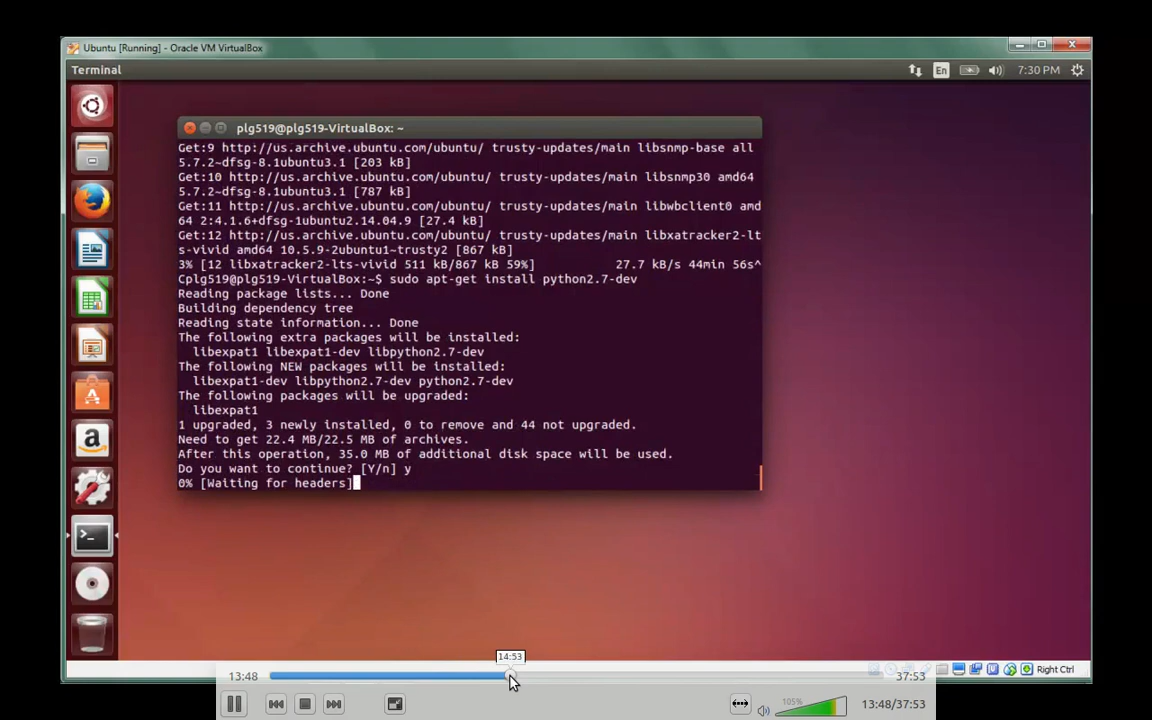 Ubuntu [Running] - Oracle VM VirtualBox
Terminal
En
7:30 PM
plg519@plg519-VirtualBox: ~
Get:9 http://us.archive.ubuntu.com/ubuntu/ trusty-updates/main libsnmp-base all
5.7.2~dfsg-8.1ubuntu3.1 [203 kB]
Get:10 http://us.archive.ubuntu.com/ubuntu/ trusty-updates/main libsnmp30 amd64
5.7.2~dfsg-8.1ubuntu3.1 [787 kB]
Get:11 http://us.archive.ubuntu.com/ubuntu/ trusty-updates/main libwbclient0 amd
64 2:4.1.6+dfsg-1ubuntu2.14.04.9 [27.4 kB]
Get:12 http://us.archive.ubuntu.com/ubuntu/ trusty-updates/main libxatracker2-lt
s-vivid amd64 10.5.9-2ubuntu1~trusty2 [867 kB]
3% [12 libxatracker2-lts-vivid 511 kB/867 kB 59%] 27.7 kB/s 44min 56s^
Cplg519@plg519-VirtualBox:~$ sudo apt-get install python2.7-dev
Reading package lists... Done
Building dependency tree
Reading state information... Done
The following extra packages will be installed:
libexpat1 libexpat1-dev libpython2.7-dev
The following NEW packages will be installed:
libexpat1-dev libpython2.7-dev python2.7-dev
The following packages will be upgraded:
libexpat1
1 upgraded, 3 newly installed, 0 to remove and 44 not upgraded.
Need to get 22.4 MB/22.5 MB of archives.
After this operation, 35.0 MB of additional disk space will be used.
Do you want to continue? [Y/n] y
0% [Waiting for headers]
14:53
Right Ctrl
13:48
37:53
105%
13:48/37:53